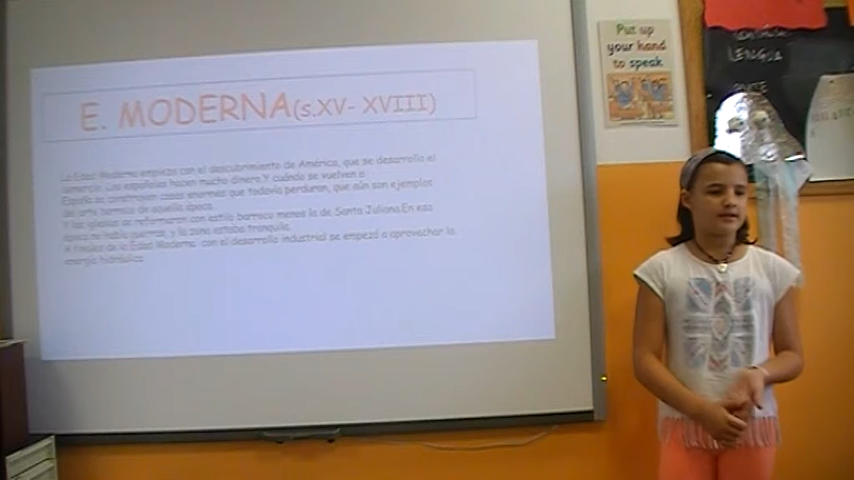 E. MODERNA(s.XV- XVIII)
La Edad Moderna empieza con el descubrimiento de América, que se desarrolla el
comercio. Los españoles hacen mucho dinero.Y cuándo se vuelven a
España se construyen casas enormes que todavía perduran, que aún son ejemplos
de arte barroco de aquella época.
Y las iglesias se reformaron con estilo barroco menos la de Santa Juliana.En esa
época no había guerras, y la zona estaba tranquila.
A finales de la Edad Moderna con el desarrollo industrial se empezó a aprovechar la
energía hidráulica.
Put up
your hand
to speak
LENGUA